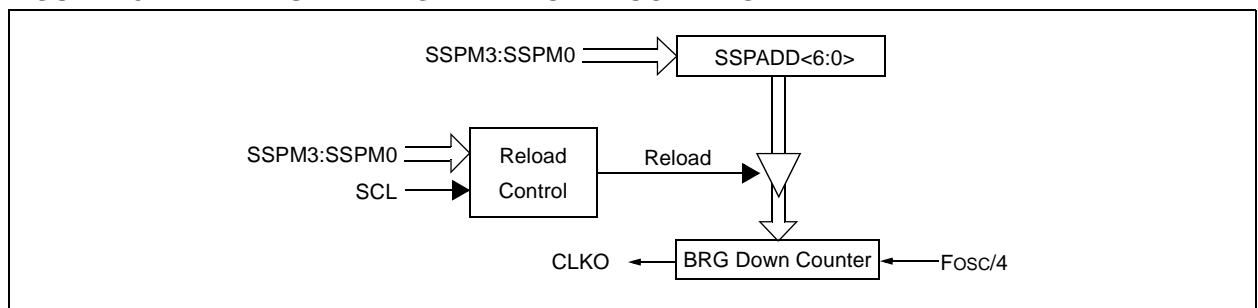 SSPM3:SSPM0
SSPADD<6:0>
SSPM3:SSPM0
SCL
Reload
Control
Reload
CLKO
BRG Down Counter
FOSC/4